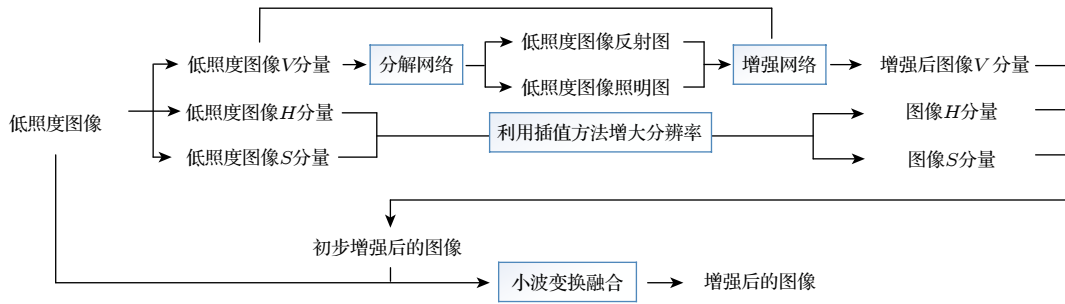 低照度图像
低照度图像V分量
分解网络
低照度图像反射图
低照度图像照明图
增强网络
增强后图像V 分量
低照度图像H分量
低照度图像S分量
利用插值方法增大分辨率
图像H分量
图像S分量
初步增强后的图像
小波变换融合
增强后的图像